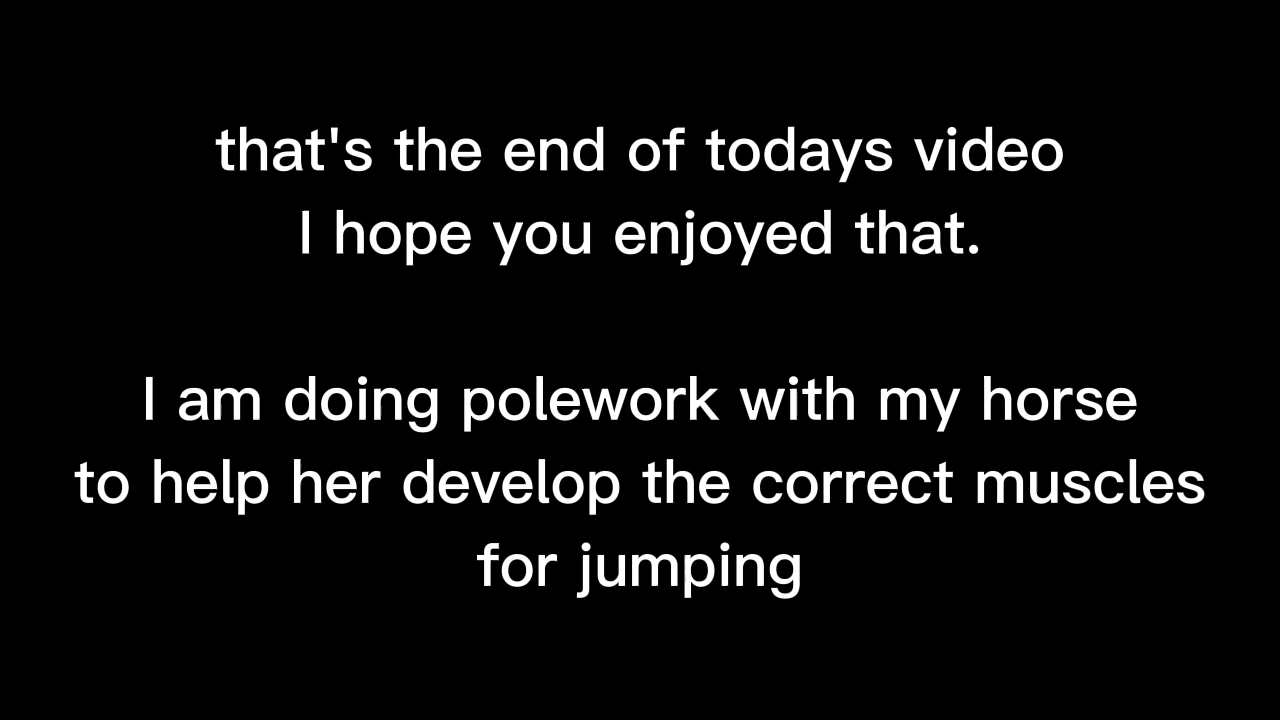 that's the end of todays video
I hope you enjoyed that.
I am doing polework with my horse
to help her develop the correct muscles
for jumping